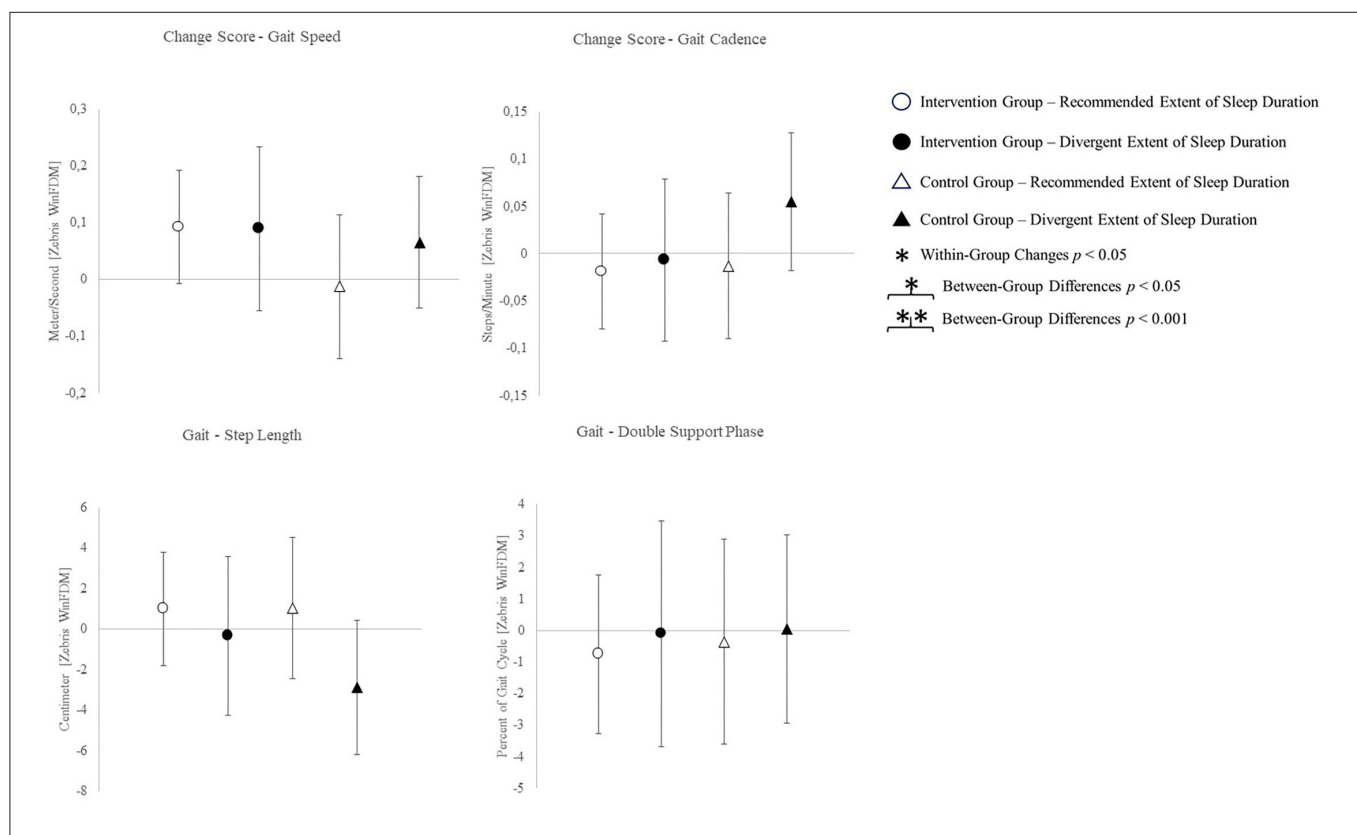 Change Score - Gait Speed
Meter/Second [Zebris WinFDM]
0,3
0,2
0,1
0
-0,1
-0,2
Change Score - Gait Cadence
Steps/Minute [Zebris WinFDM]
0,15
0,1
0,05
0
-0,05
-0,1
-0,15
Intervention Group – Recommended Extent of Sleep Duration
Intervention Group – Divergent Extent of Sleep Duration
Control Group – Recommended Extent of Sleep Duration
Control Group – Divergent Extent of Sleep Duration
* Within-Group Changes p < 0.05
* Between-Group Differences p < 0.05
** Between-Group Differences p < 0.001
Gait - Step Length
Centimeter [Zebris WinFDM]
6
4
2
0
-2
-4
-6
-8
Gait - Double Support Phase
Percent of Gait Cycle [Zebris WinFDM]
4
3
2
1
0
-1
-2
-3
-4
-5